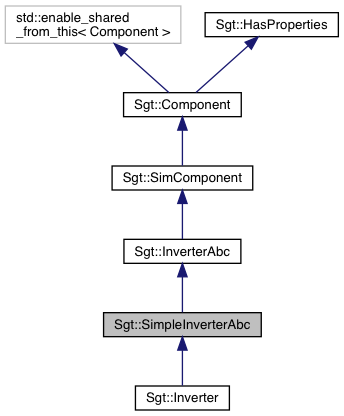 std::enable_shared
_from_this< Component >
Sgt::HasProperties
Sgt::Component
Sgt::SimComponent
Sgt::InverterAbc
Sgt::SimpleInverterAbc
Sgt::Inverter